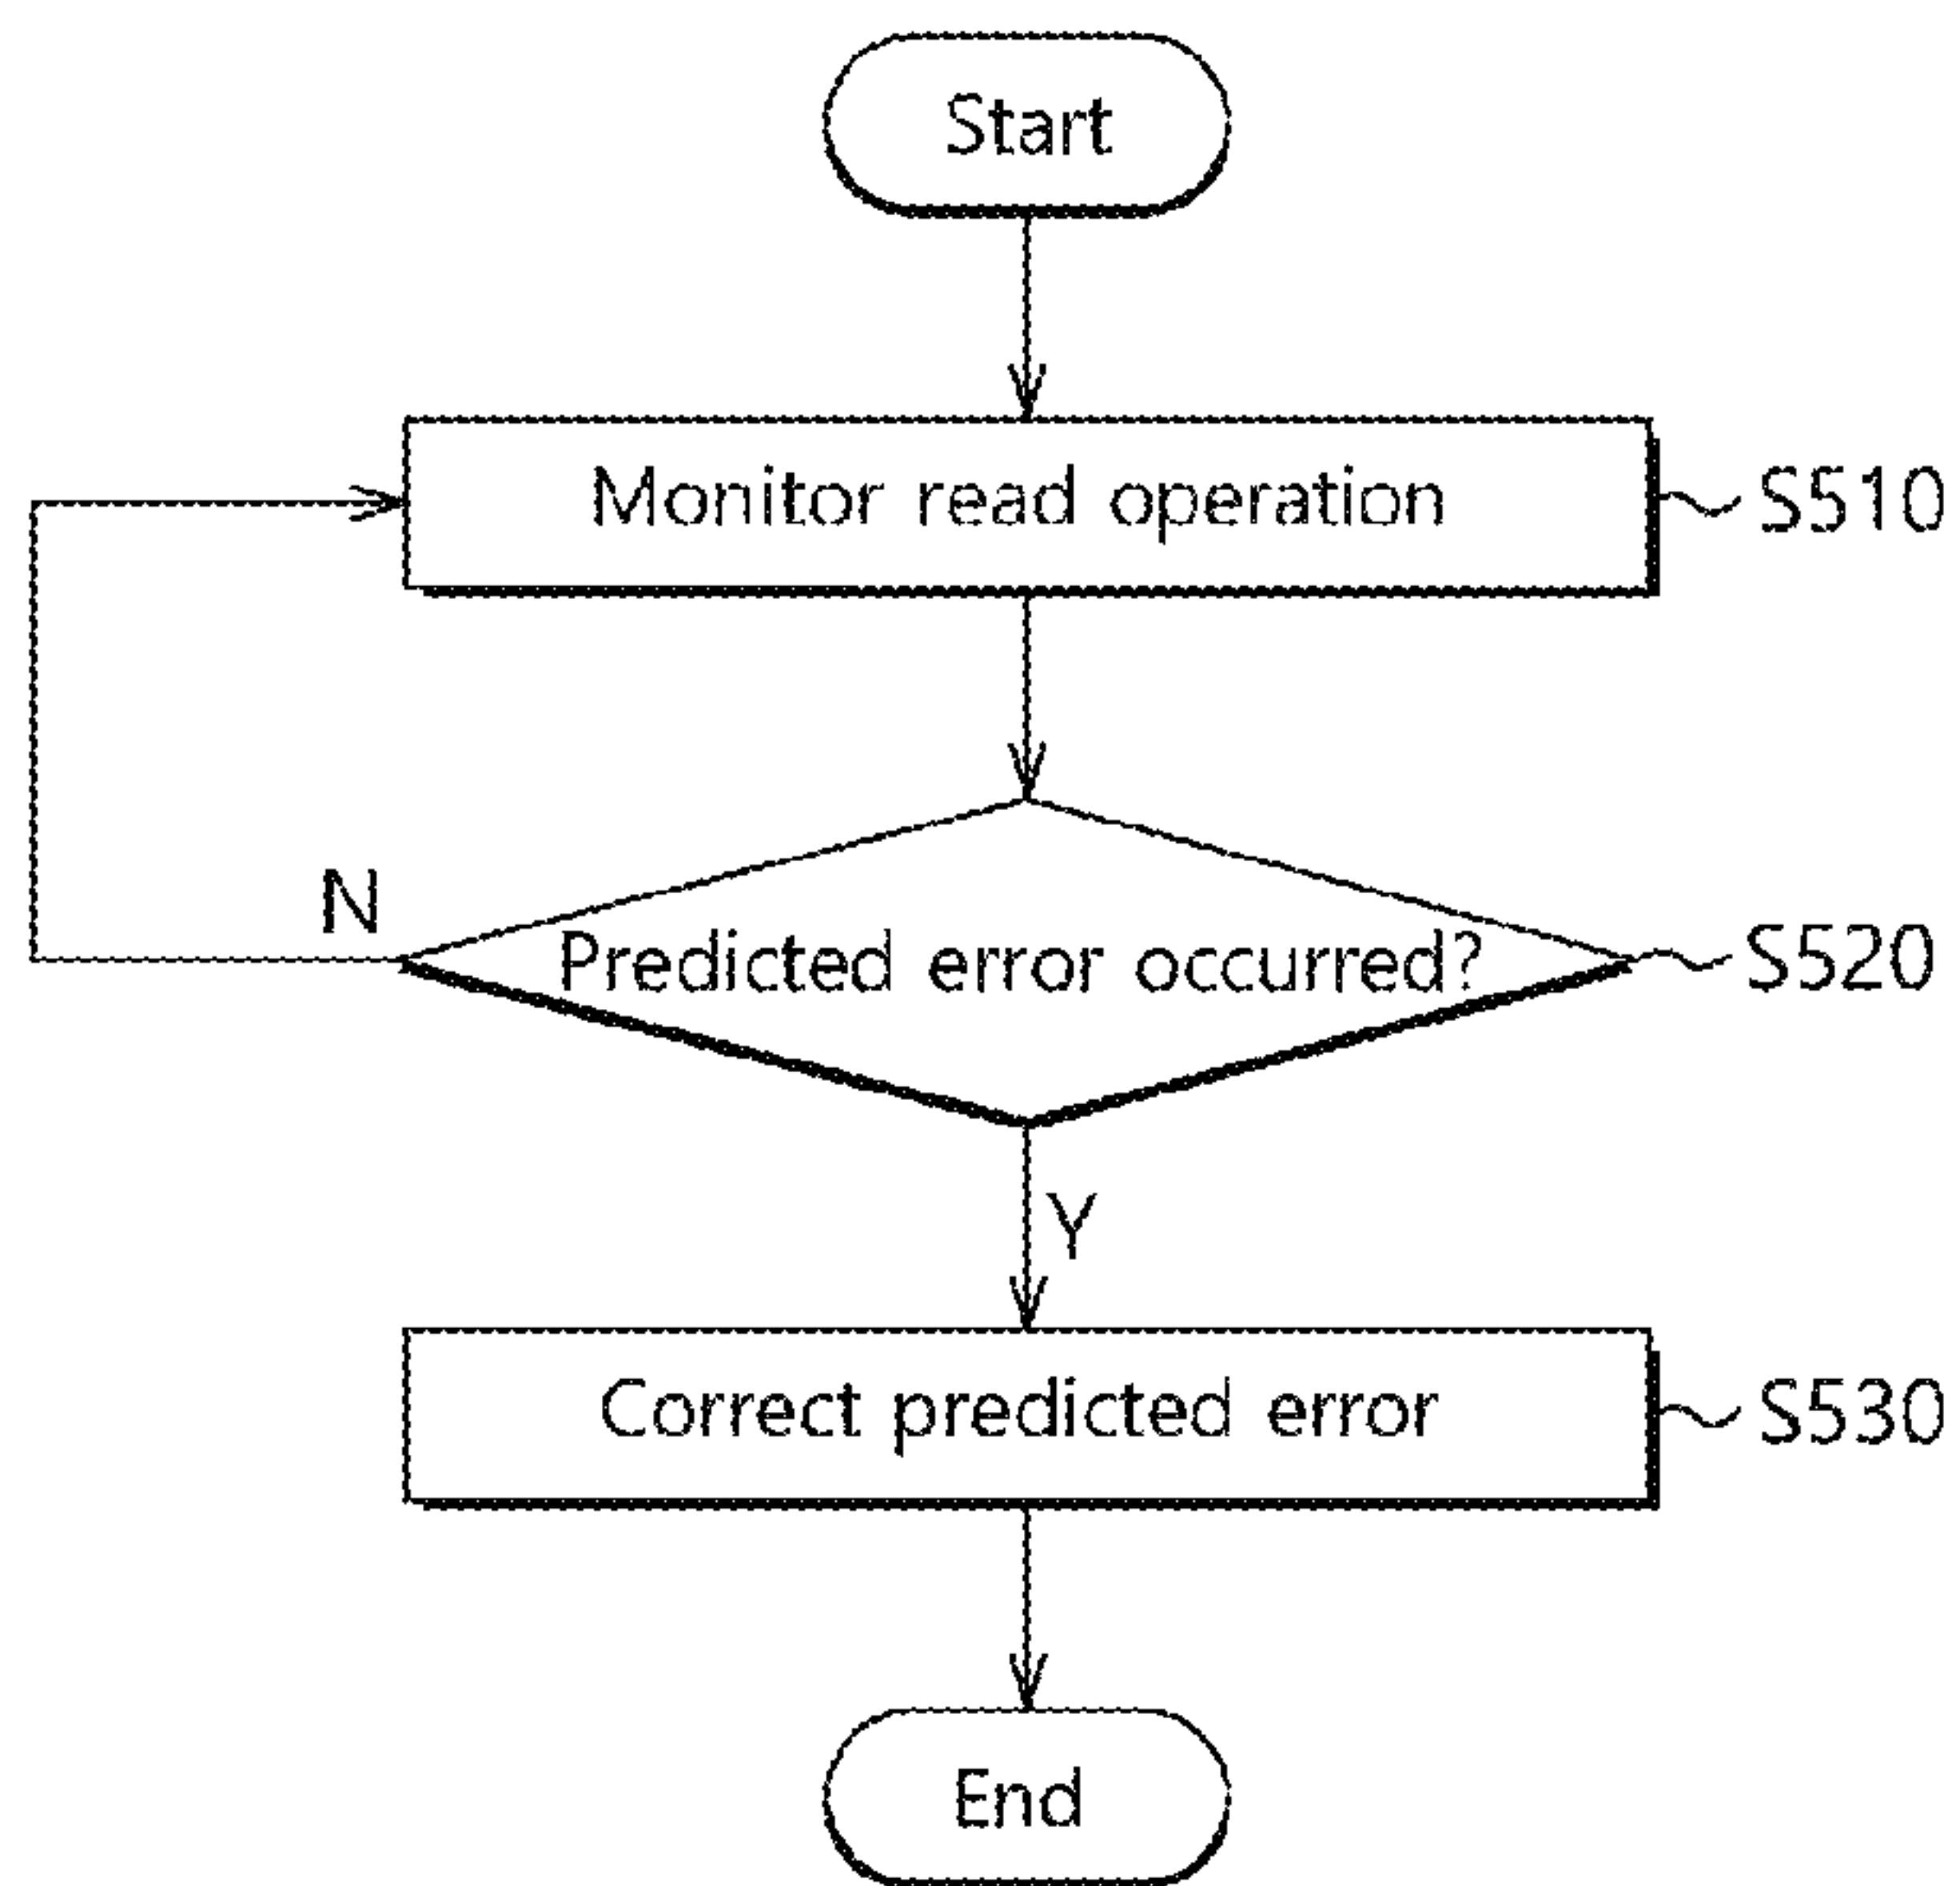 Start
Monitor read operation
S510
N
Predicted error occurred?
S520
Y
Correct predicted error
S530
End